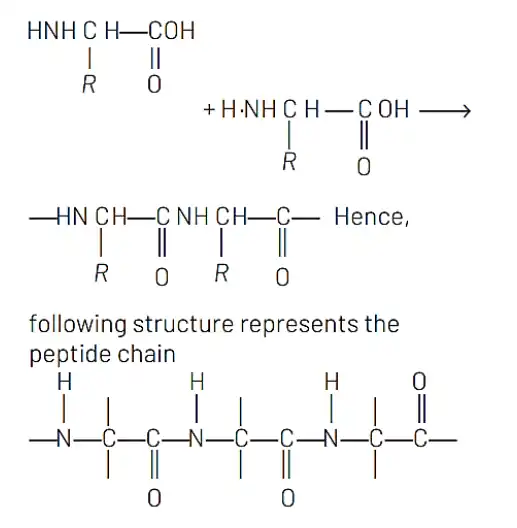 HNH C H—COH
| ||
R O
+ H·NH C H — C OH ⟶
| ||
R O
—HN CH—C NH CH—C— Hence,
| || | ||
R O R O
following structure represents the
peptide chain
H H H O
| | | | | | ||
—N—C—C—N—C—C—N—C—C—
| || | || |
O O